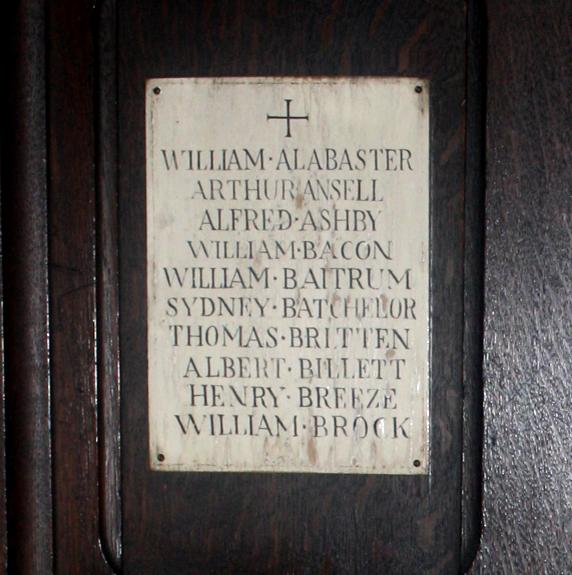 WILLIAM·ALABASTER
ARTHUR·ANSELL
ALFRED·ASHBY
WILLIAM·BACON
WILLIAM·BAITRUM
SYDNEY·BATCHELOR
THOMAS·BRITTEN
ALBERT·BILLETT
HENRY·BREEZE
WILLIAM·BROCK